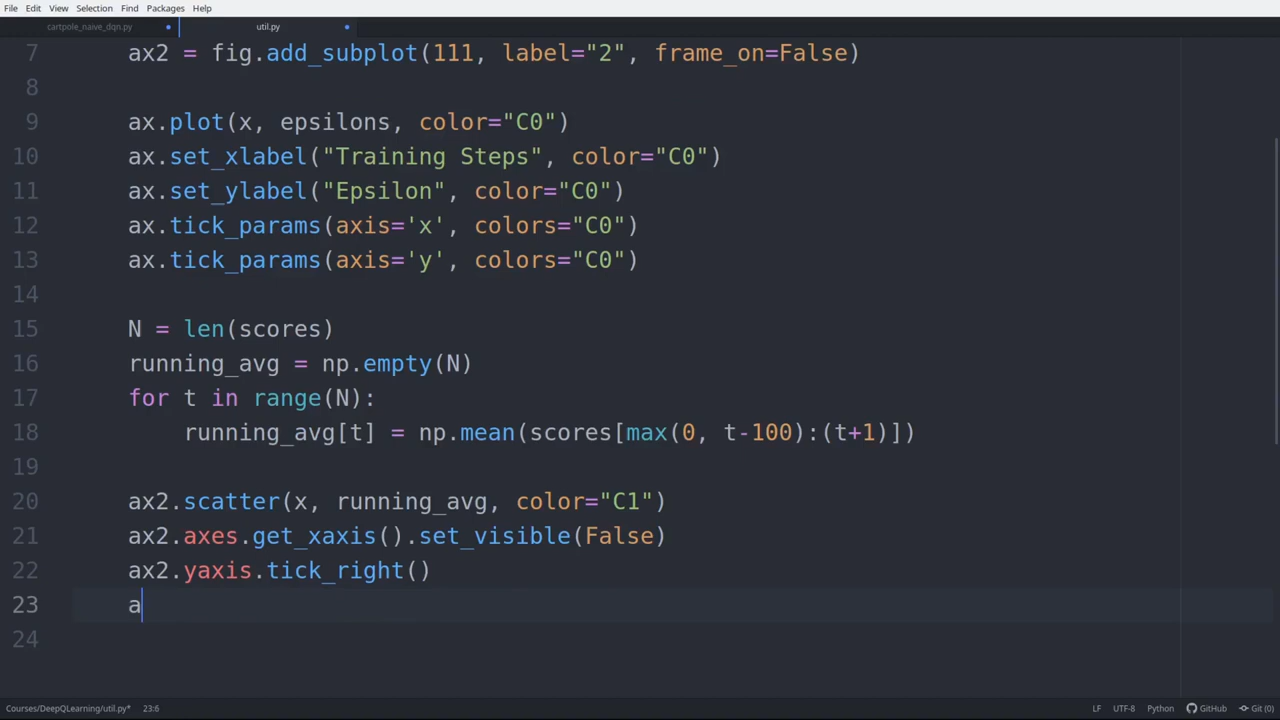 File Edit View Selection Find Packages Help
cartpole_naive_dqn.py util.py
7 ax2 = fig.add_subplot(111, label="2", frame_on=False)
8
9 ax.plot(x, epsilons, color="C0")
10 ax.set_xlabel("Training Steps", color="C0")
11 ax.set_ylabel("Epsilon", color="C0")
12 ax.tick_params(axis='x', colors="C0")
13 ax.tick_params(axis='y', colors="C0")
14
15 N = len(scores)
16 running_avg = np.empty(N)
17 for t in range(N):
18 running_avg[t] = np.mean(scores[max(0, t-100):(t+1)])
19
20 ax2.scatter(x, running_avg, color="C1")
21 ax2.axes.get_xaxis().set_visible(False)
22 ax2.yaxis.tick_right()
23 a
24
Courses/DeepQLearning/util.py* 23:6 LF UTF-8 Python GitHub Git (0)